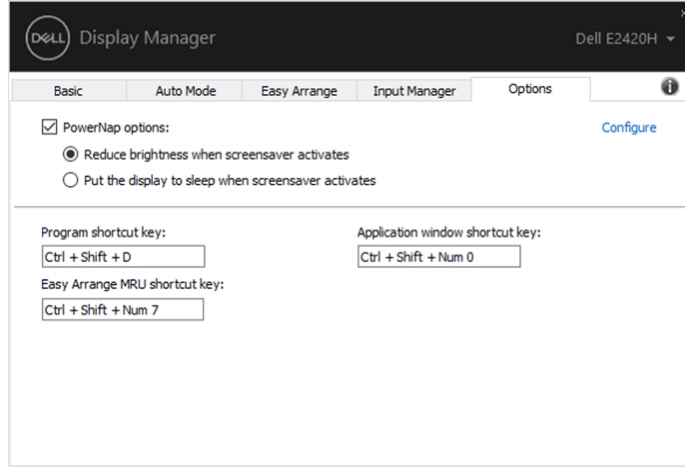 DELL Display Manager Dell E2420H
Basic Auto Mode Easy Arrange Input Manager Options
PowerNap options: Configure
Reduce brightness when screensaver activates
Put the display to sleep when screensaver activates
Program shortcut key: Application window shortcut key:
Ctrl + Shift + D Ctrl + Shift + Num 0
Easy Arrange MRU shortcut key:
Ctrl + Shift + Num 7